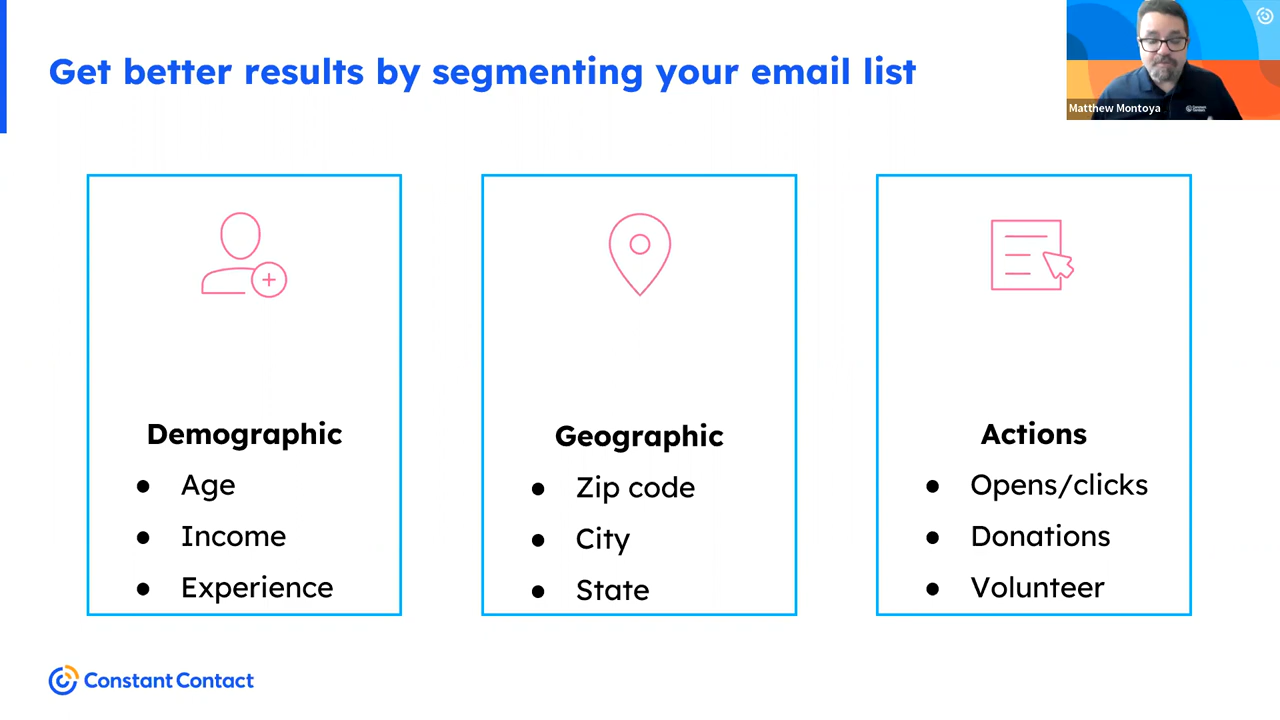 Get better results by segmenting your email list
Matthew Montoya
Demographic
● Age
● Income
● Experience
Geographic
● Zip code
● City
● State
Actions
● Opens/clicks
● Donations
● Volunteer
Constant Contact